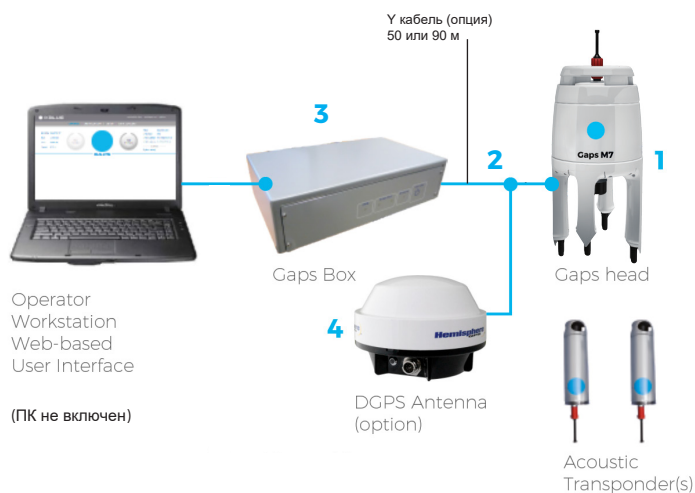 Y кабель (опция)
50 или 90 м
3
2
1
Gaps M7
Gaps Box
Gaps head
4
Hemisphere
Operator
Workstation
Web-based
User Interface
DGPS Antenna
(option)
(ПК не включен)
Acoustic
Transponder(s)